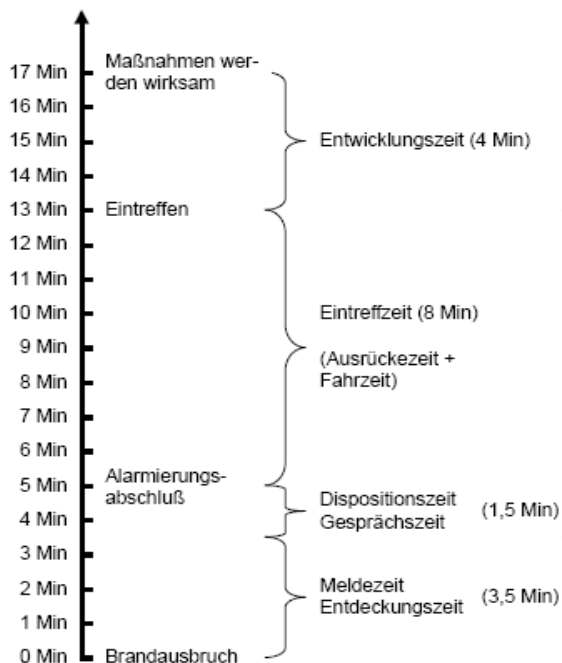 17 Min Maßnahmen wer-
den wirksam
16 Min
15 Min Entwicklungszeit (4 Min)
14 Min
13 Min Eintreffen
12 Min
11 Min
10 Min Eintreffzeit (8 Min)
9 Min (Ausrückezeit +
8 Min Fahrzeit)
7 Min
6 Min
5 Min Alarmierungs-
abschluß
Dispositionszeit (1,5 Min)
4 Min Gesprächszeit
3 Min
2 Min Meldezeit
Entdeckungszeit (3,5 Min)
1 Min
0 Min Brandausbruch